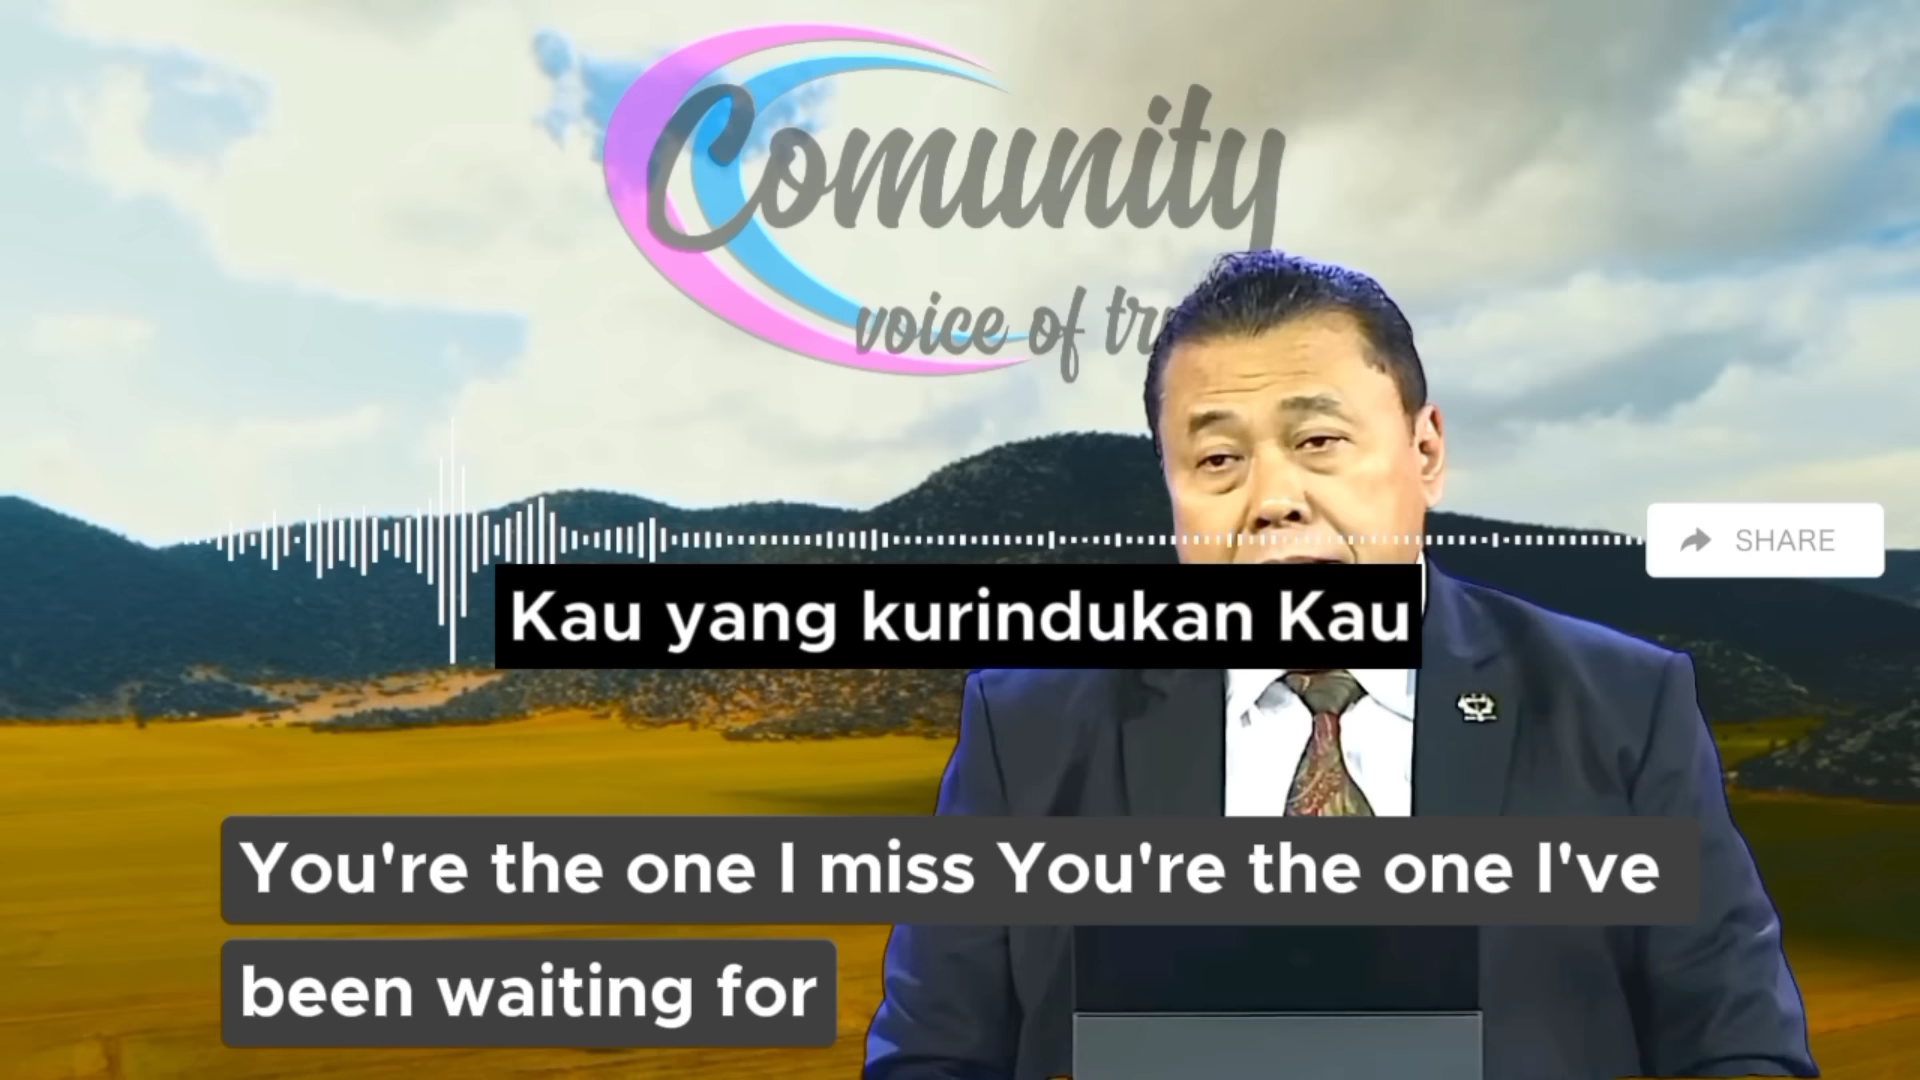 Comunity
voice of
SHARE
Kau yang kurindukan Kau
You're the one I miss You're the one I've
been waiting for